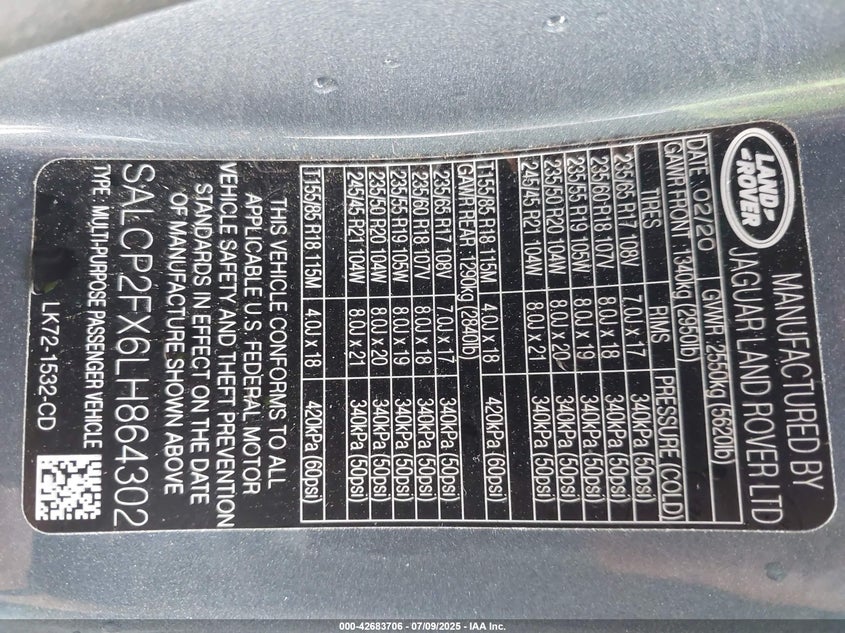 LAND
ROVER
MANUFACTURED BY
JAGUAR LAND ROVER LTD
DATE 02/20 GVWR 2550kg (5620lb)
GAWR FRONT 1340kg (2950lb)
TIRES RIMS PRESSURE (COLD)
235/65 R17 108V 7.0J x 17 340kPa (50psi)
235/60 R18 107V 8.0J x 18 340kPa (50psi)
235/55 R19 105W 8.0J x 19 340kPa (50psi)
235/50 R20 104W 8.0J x 20 340kPa (50psi)
245/45 R21 104W 8.0J x 21 340kPa (50psi)
T155/85 R18 115M 4.0J x 18 420kPa (60psi)
GAWR REAR 1290kg (2840lb)
235/65 R17 108V 7.0J x 17 340kPa (50psi)
235/60 R18 107V 8.0J x 18 340kPa (50psi)
235/55 R19 105W 8.0J x 19 340kPa (50psi)
235/50 R20 104W 8.0J x 20 340kPa (50psi)
245/45 R21 104W 8.0J x 21 340kPa (50psi)
T155/85 R18 115M 4.0J x 18 420kPa (60psi)
THIS VEHICLE CONFORMS TO ALL
APPLICABLE U.S. FEDERAL MOTOR
VEHICLE SAFETY AND THEFT PREVENTION
STANDARDS IN EFFECT ON THE DATE
OF MANUFACTURE SHOWN ABOVE
SALCP2FX6LH864302
TYPE: MULTI-PURPOSE PASSENGER VEHICLE
LK72-1532-CD
000-42683706 - 07/09/2025 - IAA Inc.